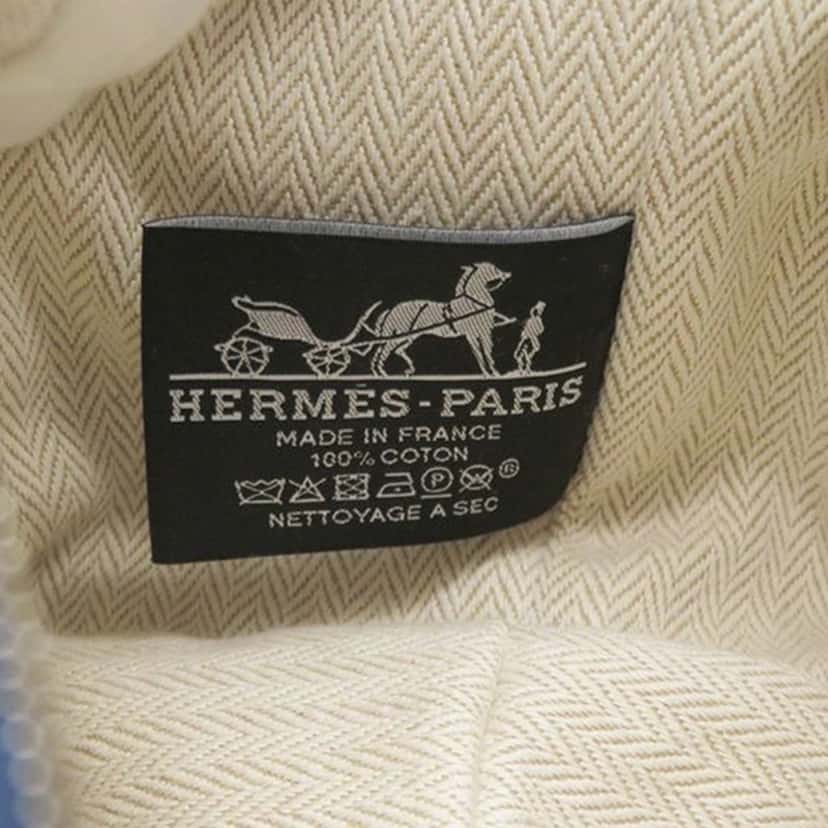 HERMÈS-PARIS
MADE IN FRANCE
100% COTON
P ®
NETTOYAGE A SEC